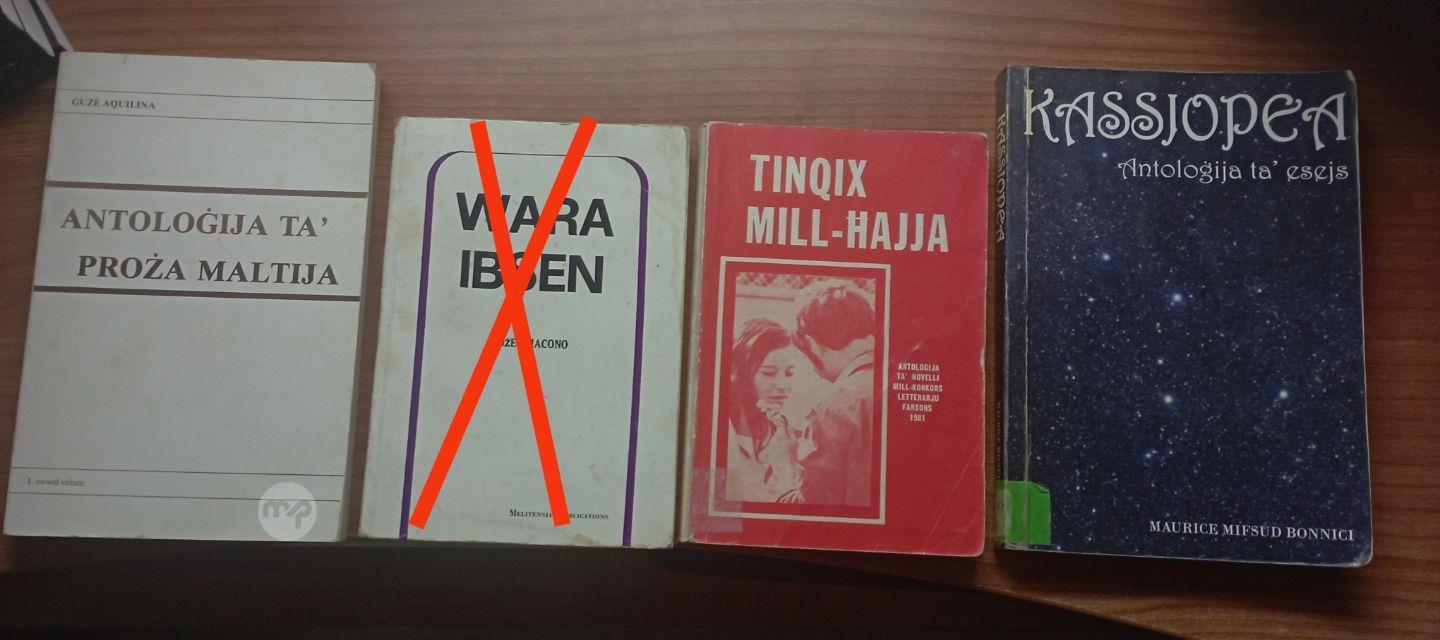 GUŻÈ AQUILINA
ANTOLOĠIJA TA'
PROŻA MALTIJA
L-ewwel volum
WARA
IBSEN
MELITENSIA PUBLICATIONS
TINQIX
MILL-ĦAJJA
ANTOLOGIJA
TA' NOVELLI
MILL-KONKORS
LETTERARJU
FARSONS
1981
KASSJOPEA
KASSJOPEA
Antoloġija ta' esejs
MAURICE MIFSUD BONNICI